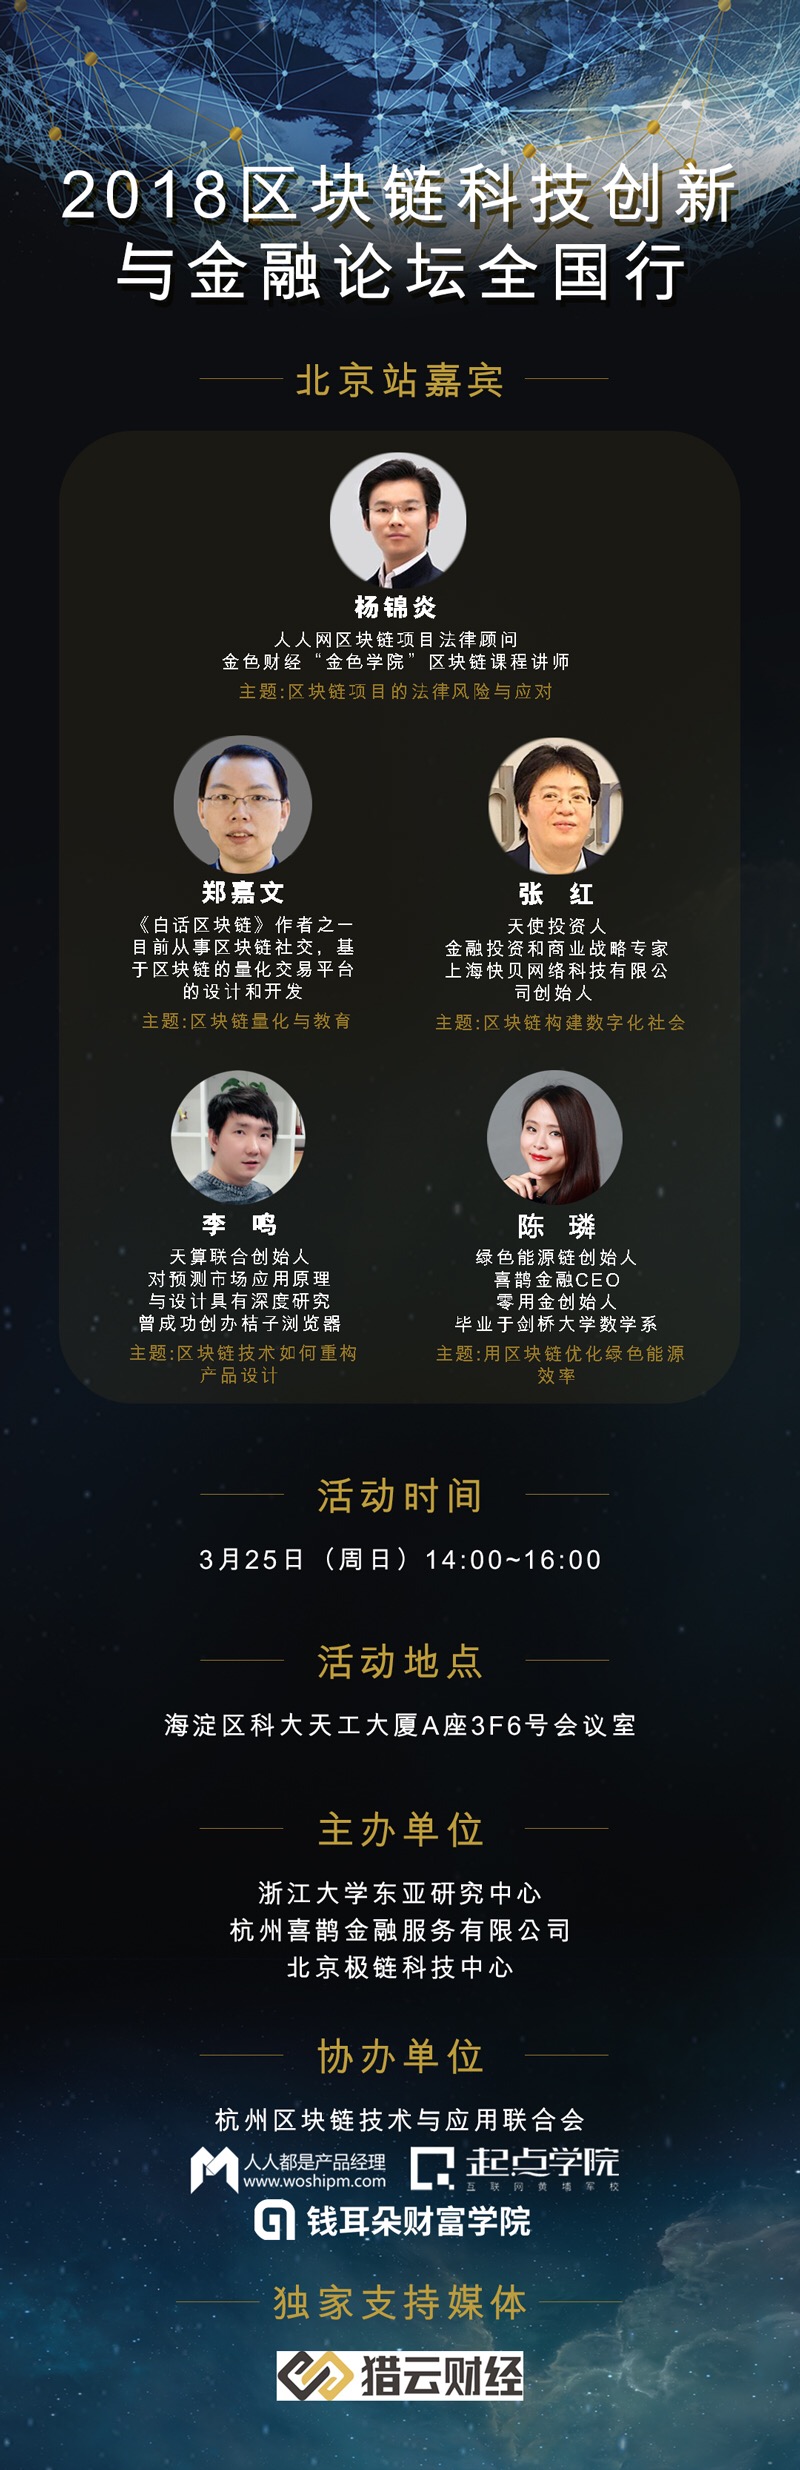 2018区块链科技创新
与金融论坛全国行
北京站嘉宾
杨锦炎
人人网区块链项目法律顾问
金色财经“金色学院”区块链课程讲师
主题:区块链项目的法律风险与应对
郑嘉文
《白话区块链》作者之一
目前从事区块链社交，基
于区块链的量化交易平台
的设计和开发
主题:区块链量化与教育
张 红
天使投资人
金融投资和商业战略专家
上海快贝网络科技有限公
司创始人
主题:区块链构建数字化社会
李 鸣
天算联合创始人
对预测市场应用原理
与设计具有深度研究
曾成功创办桔子浏览器
主题:区块链技术如何重构
产品设计
陈 璘
绿色能源链创始人
喜鹊金融CEO
零用金创始人
毕业于剑桥大学数学系
主题:用区块链优化绿色能源
效率
活动时间
3月25日（周日）14:00~16:00
活动地点
海淀区科大天工大厦A座3F6号会议室
主办单位
浙江大学东亚研究中心
杭州喜鹊金融服务有限公司
北京极链科技中心
协办单位
杭州区块链技术与应用联合会
人人都是产品经理
www.woshipm.com
起点学院
互联网黄埔军校
钱耳朵财富学院
独家支持媒体
猎云财经